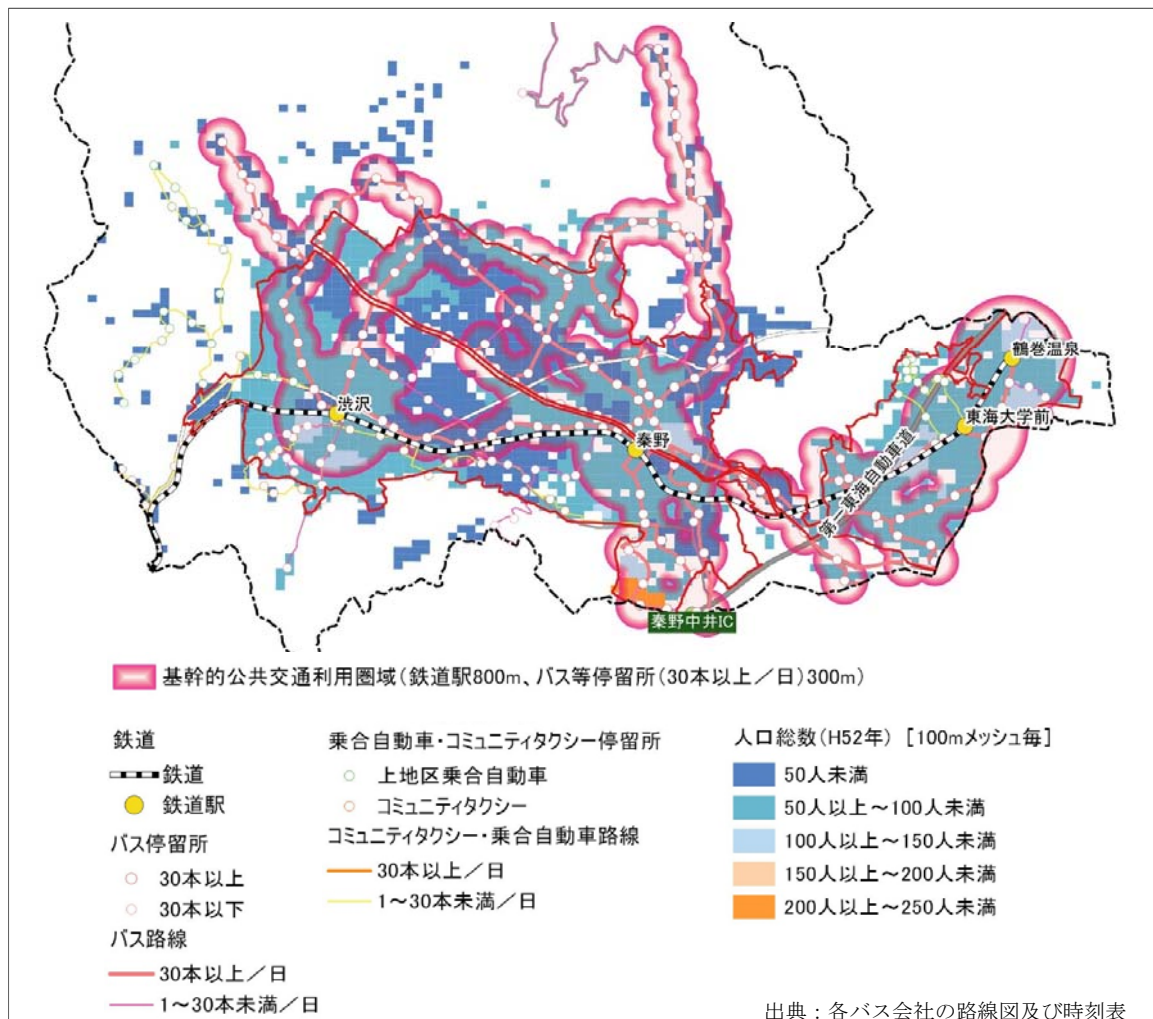 鶴巻温泉
東海大学前
渋沢
秦野
第一東海自動車道
秦野中井IC
基幹的公共交通利用圏域(鉄道駅800m、バス等停留所(30本以上/日)300m)
鉄道
鉄道
鉄道駅
バス停留所
30本以上
30本以下
バス路線
30本以上/日
1~30本未満/日
乗合自動車・コミュニティタクシー停留所
上地区乗合自動車
コミュニティタクシー
コミュニティタクシー・乗合自動車路線
30本以上/日
1~30本未満/日
人口総数(H52年) [100mメッシュ毎]
50人未満
50人以上~100人未満
100人以上~150人未満
150人以上~200人未満
200人以上~250人未満
出典:各バス会社の路線図及び時刻表